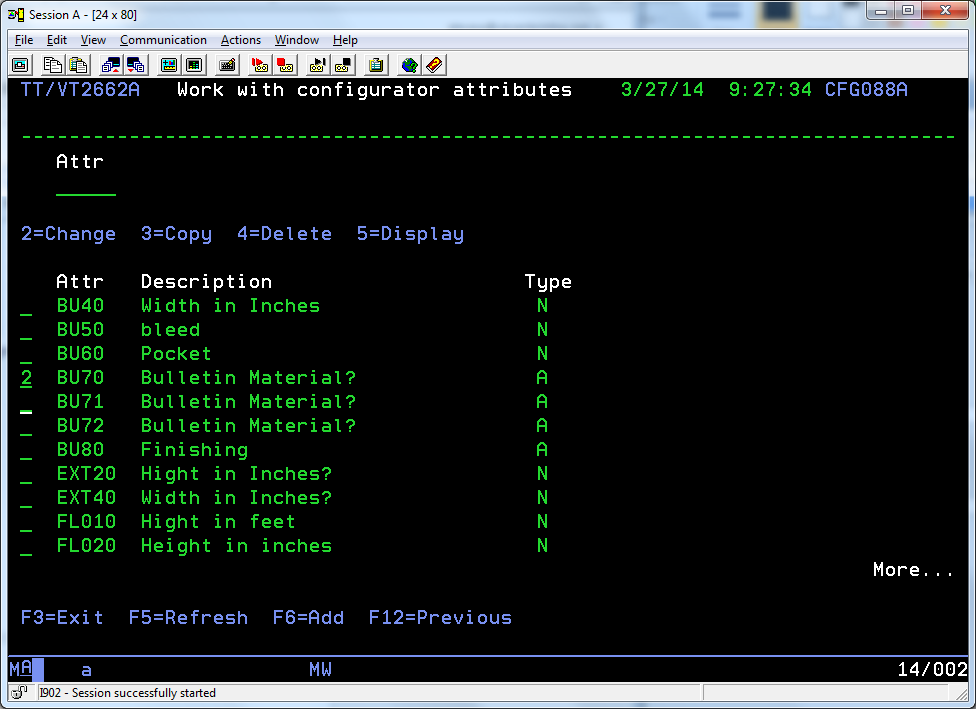 Session A - [24 x 80]
File Edit View Communication Actions Window Help
TT/VT2662A Work with configurator attributes 3/27/14 9:27:34 CFG088A
--------------------------------------------------------------------------------
Attr
2=Change 3=Copy 4=Delete 5=Display
Attr Description Type
_ BU40 Width in Inches N
_ BU50 bleed N
_ BU60 Pocket N
2 BU70 Bulletin Material? A
_ BU71 Bulletin Material? A
_ BU72 Bulletin Material? A
_ BU80 Finishing A
_ EXT20 Hight in Inches? N
_ EXT40 Width in Inches? N
_ FL010 Hight in feet N
_ FL020 Height in inches N
More...
F3=Exit F5=Refresh F6=Add F12=Previous
MA a MW 14/002
I902 - Session successfully started